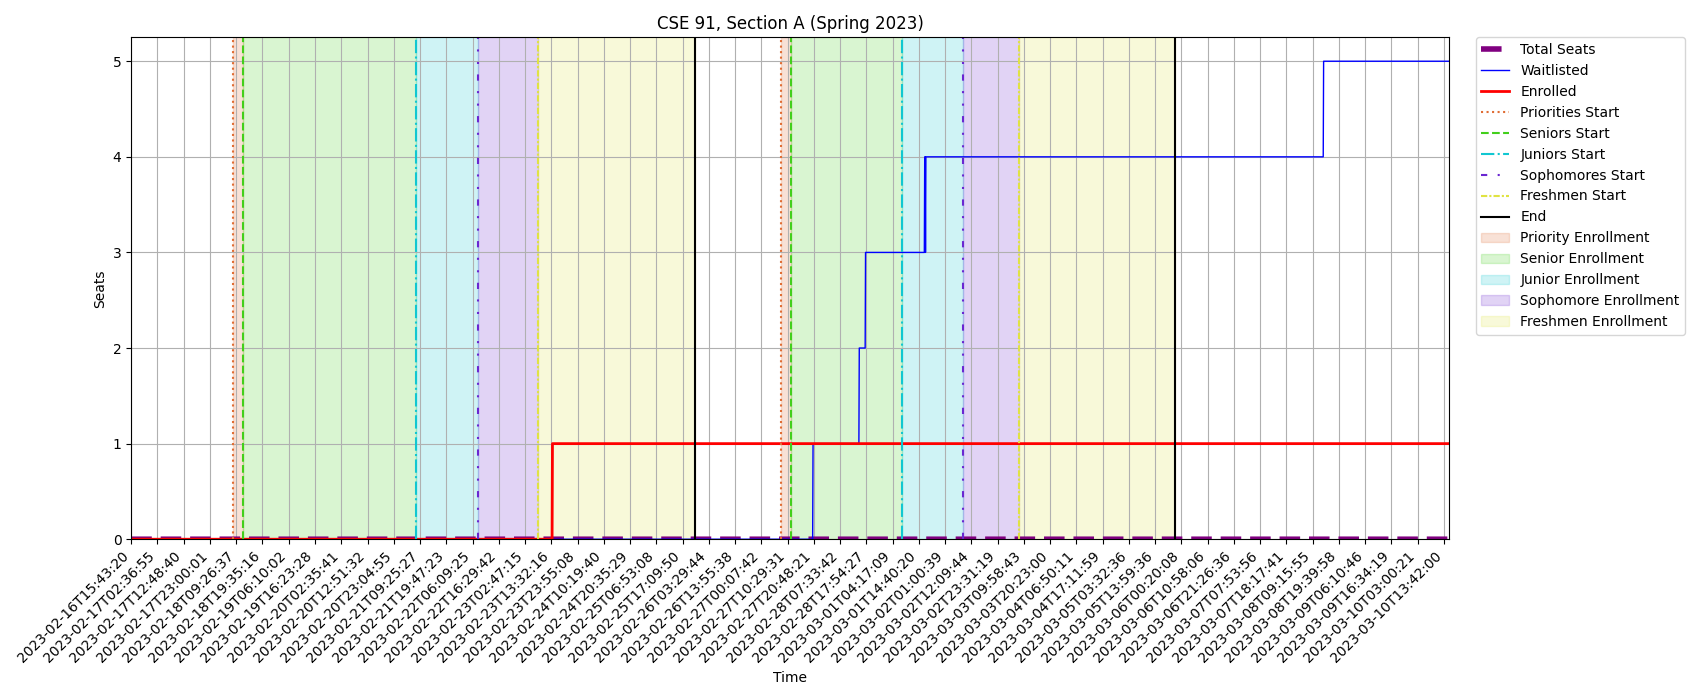 CSE 91, Section A (Spring 2023)
Seats
5
4
3
2
1
0
2023-02-16T15:43:20
2023-02-17T02:36:55
2023-02-17T12:48:40
2023-02-17T23:00:01
2023-02-18T09:26:37
2023-02-18T19:35:16
2023-02-19T06:10:02
2023-02-19T16:23:28
2023-02-20T02:35:41
2023-02-20T12:51:32
2023-02-20T23:04:55
2023-02-21T09:25:27
2023-02-21T19:47:23
2023-02-22T06:09:25
2023-02-22T16:29:42
2023-02-23T02:47:15
2023-02-23T13:32:16
2023-02-23T23:55:08
2023-02-24T10:19:40
2023-02-24T20:35:29
2023-02-25T06:53:08
2023-02-25T17:09:50
2023-02-26T03:29:44
2023-02-26T13:55:38
2023-02-27T00:07:42
2023-02-27T10:29:31
2023-02-27T20:48:21
2023-02-28T07:33:42
2023-02-28T17:54:27
2023-03-01T04:17:09
2023-03-01T14:40:20
2023-03-02T01:00:39
2023-03-02T12:09:44
2023-03-02T23:31:19
2023-03-03T09:58:43
2023-03-03T20:23:00
2023-03-04T06:50:11
2023-03-04T17:11:59
2023-03-05T03:32:36
2023-03-05T13:59:36
2023-03-06T00:20:08
2023-03-06T10:58:06
2023-03-06T21:26:36
2023-03-07T07:53:56
2023-03-07T18:17:41
2023-03-08T09:15:55
2023-03-08T19:39:58
2023-03-09T06:10:46
2023-03-09T16:34:19
2023-03-10T03:00:21
2023-03-10T13:42:00
Time
Total Seats
Waitlisted
Enrolled
Priorities Start
Seniors Start
Juniors Start
Sophomores Start
Freshmen Start
End
Priority Enrollment
Senior Enrollment
Junior Enrollment
Sophomore Enrollment
Freshmen Enrollment